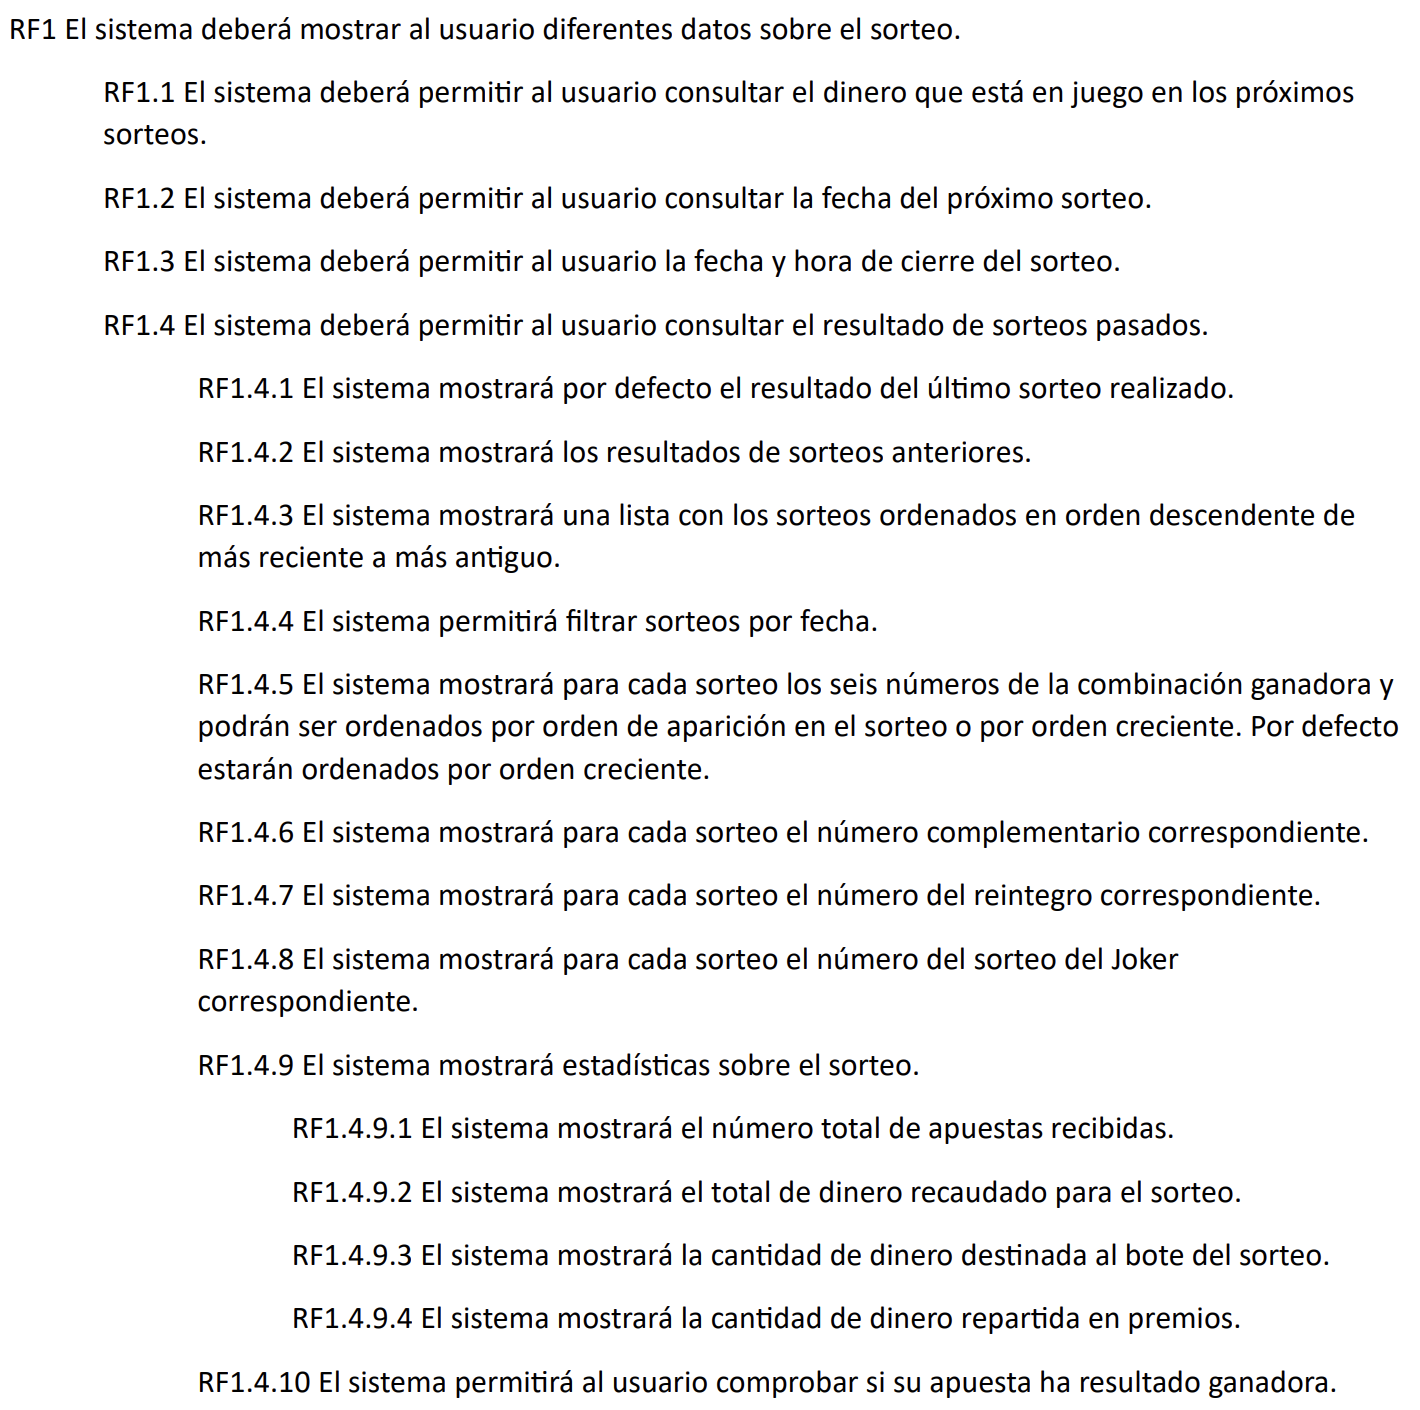 RF1 El sistema deberá mostrar al usuario diferentes datos sobre el sorteo.
RF1.1 El sistema deberá permitir al usuario consultar el dinero que está en juego en los próximos
sorteos.
RF1.2 El sistema deberá permitir al usuario consultar la fecha del próximo sorteo.
RF1.3 El sistema deberá permitir al usuario la fecha y hora de cierre del sorteo.
RF1.4 El sistema deberá permitir al usuario consultar el resultado de sorteos pasados.
RF1.4.1 El sistema mostrará por defecto el resultado del último sorteo realizado.
RF1.4.2 El sistema mostrará los resultados de sorteos anteriores.
RF1.4.3 El sistema mostrará una lista con los sorteos ordenados en orden descendente de
más reciente a más antiguo.
RF1.4.4 El sistema permitirá filtrar sorteos por fecha.
RF1.4.5 El sistema mostrará para cada sorteo los seis números de la combinación ganadora y
podrán ser ordenados por orden de aparición en el sorteo o por orden creciente. Por defecto
estarán ordenados por orden creciente.
RF1.4.6 El sistema mostrará para cada sorteo el número complementario correspondiente.
RF1.4.7 El sistema mostrará para cada sorteo el número del reintegro correspondiente.
RF1.4.8 El sistema mostrará para cada sorteo el número del sorteo del Joker
correspondiente.
RF1.4.9 El sistema mostrará estadísticas sobre el sorteo.
RF1.4.9.1 El sistema mostrará el número total de apuestas recibidas.
RF1.4.9.2 El sistema mostrará el total de dinero recaudado para el sorteo.
RF1.4.9.3 El sistema mostrará la cantidad de dinero destinada al bote del sorteo.
RF1.4.9.4 El sistema mostrará la cantidad de dinero repartida en premios.
RF1.4.10 El sistema permitirá al usuario comprobar si su apuesta ha resultado ganadora.